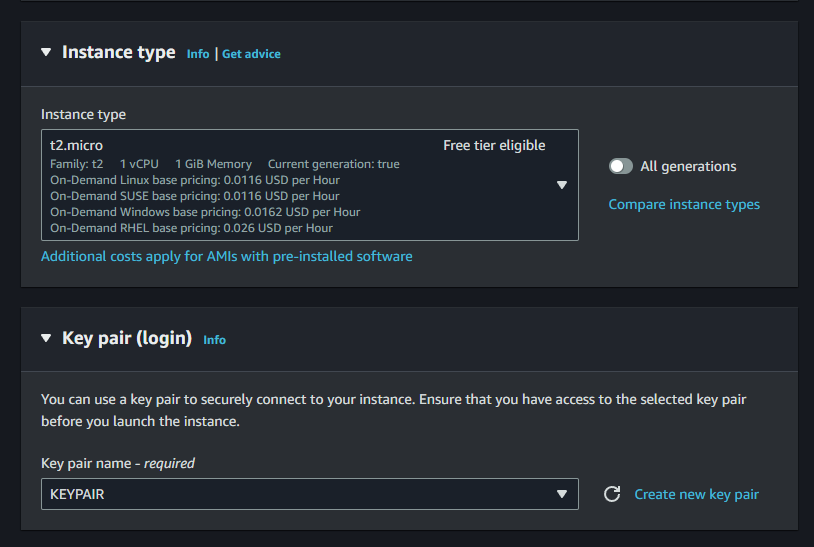 Instance type Info | Get advice
Instance type
t2.micro Free tier eligible
Family: t2 1 vCPU 1 GiB Memory Current generation: true
On-Demand Linux base pricing: 0.0116 USD per Hour
On-Demand SUSE base pricing: 0.0116 USD per Hour
On-Demand Windows base pricing: 0.0162 USD per Hour
On-Demand RHEL base pricing: 0.026 USD per Hour
All generations
Compare instance types
Additional costs apply for AMIs with pre-installed software
Key pair (login) Info
You can use a key pair to securely connect to your instance. Ensure that you have access to the selected key pair
before you launch the instance.
Key pair name - required
KEYPAIR
Create new key pair